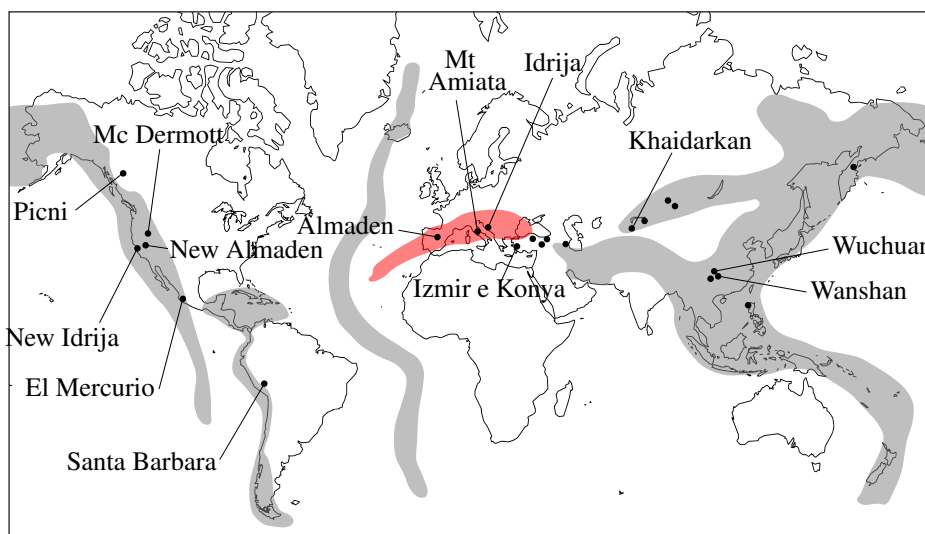 Mt
Amiata
Idrija
Mc Dermott
Khaidarkan
Picni
Almaden
New Almaden
Wuchuan
Izmir e Konya
Wanshan
New Idrija
El Mercurio
Santa Barbara